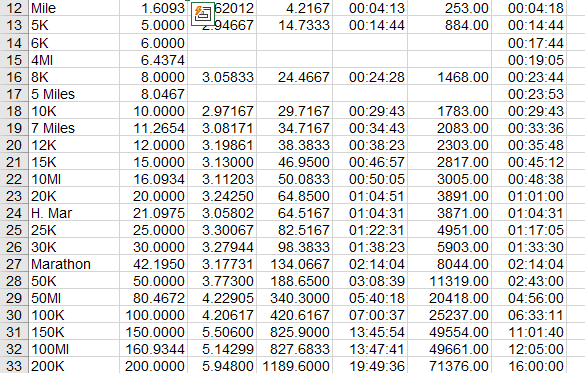 12 Mile 1.6093 62012 4.2167 00:04:13 253.00 00:04:18
13 5K 5.0000 2.94667 14.7333 00:14:44 884.00 00:14:44
14 6K 6.0000 00:17:44
15 4MI 6.4374 00:19:05
16 8K 8.0000 3.05833 24.4667 00:24:28 1468.00 00:23:44
17 5 Miles 8.0467 00:23:53
18 10K 10.0000 2.97167 29.7167 00:29:43 1783.00 00:29:43
19 7 Miles 11.2654 3.08171 34.7167 00:34:43 2083.00 00:33:36
20 12K 12.0000 3.19861 38.3833 00:38:23 2303.00 00:35:48
21 15K 15.0000 3.13000 46.9500 00:46:57 2817.00 00:45:12
22 10MI 16.0934 3.11203 50.0833 00:50:05 3005.00 00:48:38
23 20K 20.0000 3.24250 64.8500 01:04:51 3891.00 01:01:00
24 H. Mar 21.0975 3.05802 64.5167 01:04:31 3871.00 01:04:31
25 25K 25.0000 3.30067 82.5167 01:22:31 4951.00 01:17:05
26 30K 30.0000 3.27944 98.3833 01:38:23 5903.00 01:33:30
27 Marathon 42.1950 3.17731 134.0667 02:14:04 8044.00 02:14:04
28 50K 50.0000 3.77300 188.6500 03:08:39 11319.00 02:43:00
29 50MI 80.4672 4.22905 340.3000 05:40:18 20418.00 04:56:00
30 100K 100.0000 4.20617 420.6167 07:00:37 25237.00 06:33:11
31 150K 150.0000 5.50600 825.9000 13:45:54 49554.00 11:01:40
32 100MI 160.9344 5.14299 827.6833 13:47:41 49661.00 12:05:00
33 200K 200.0000 5.94800 1189.6000 19:49:36 71376.00 16:00:00